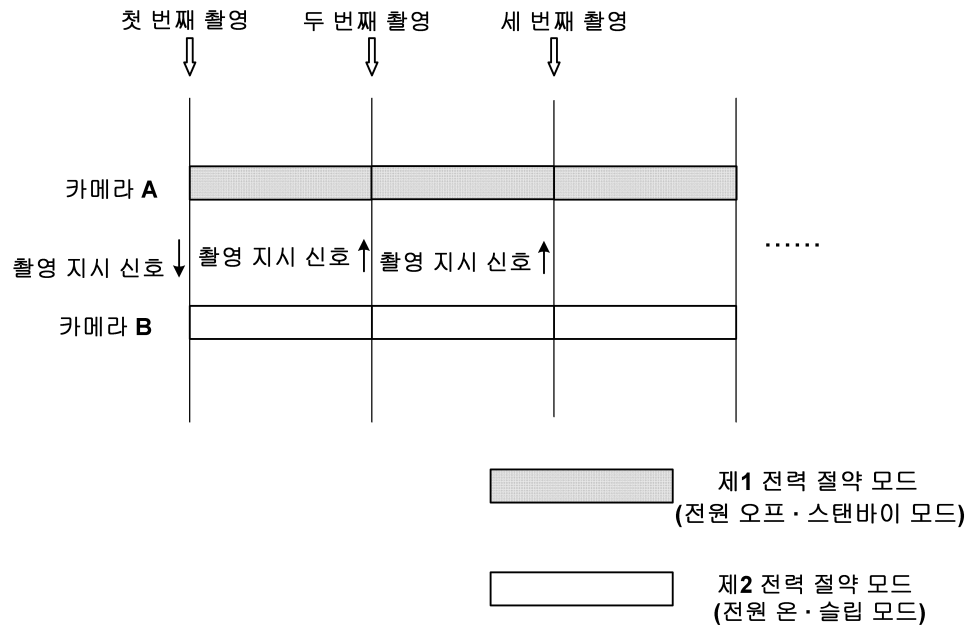 첫 번째 촬영
두 번째 촬영
세 번째 촬영
카메라 A
촬영 지시 신호
촬영 지시 신호
촬영 지시 신호
......
카메라 B
제1 전력 절약 모드
(전원 오프 · 스탠바이 모드)
제2 전력 절약 모드
(전원 온 · 슬립 모드)